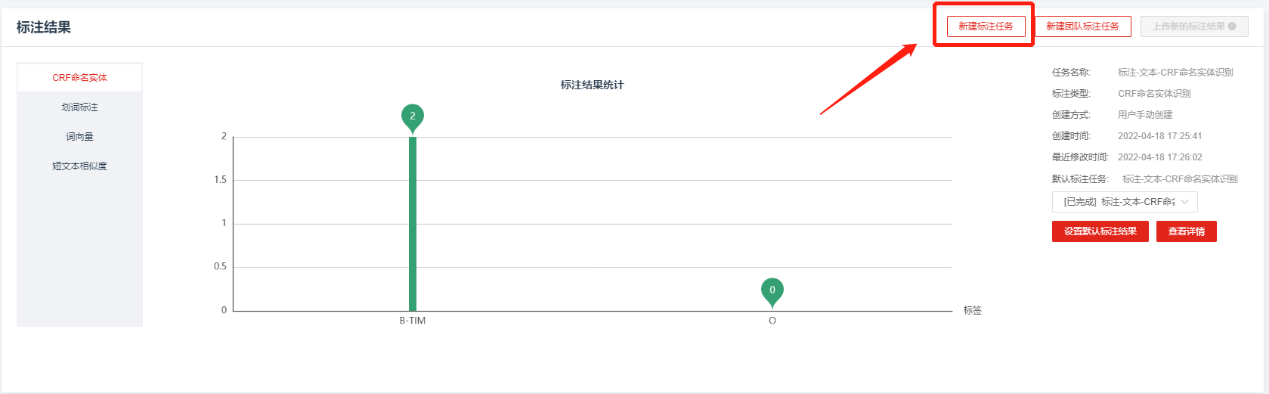 标注结果
新建标注任务
新建团队标注任务
上传新的标注结果
CRF命名实体
划词标注
词向量
短文本相似度
标注结果统计
2
1.5
1
0.5
0
2
0
B-TIM
O
标签
任务名称: 标注-文本-CRF命名实体识别
标注类型: CRF命名实体识别
创建方式: 用户手动创建
创建时间: 2022-04-18 17:25:41
最近修改时间: 2022-04-18 17:26:02
默认标注任务: 标注-文本-CRF命名实体识别
[已完成] 标注-文本-CRF命名
设置默认标注结果
查看详情